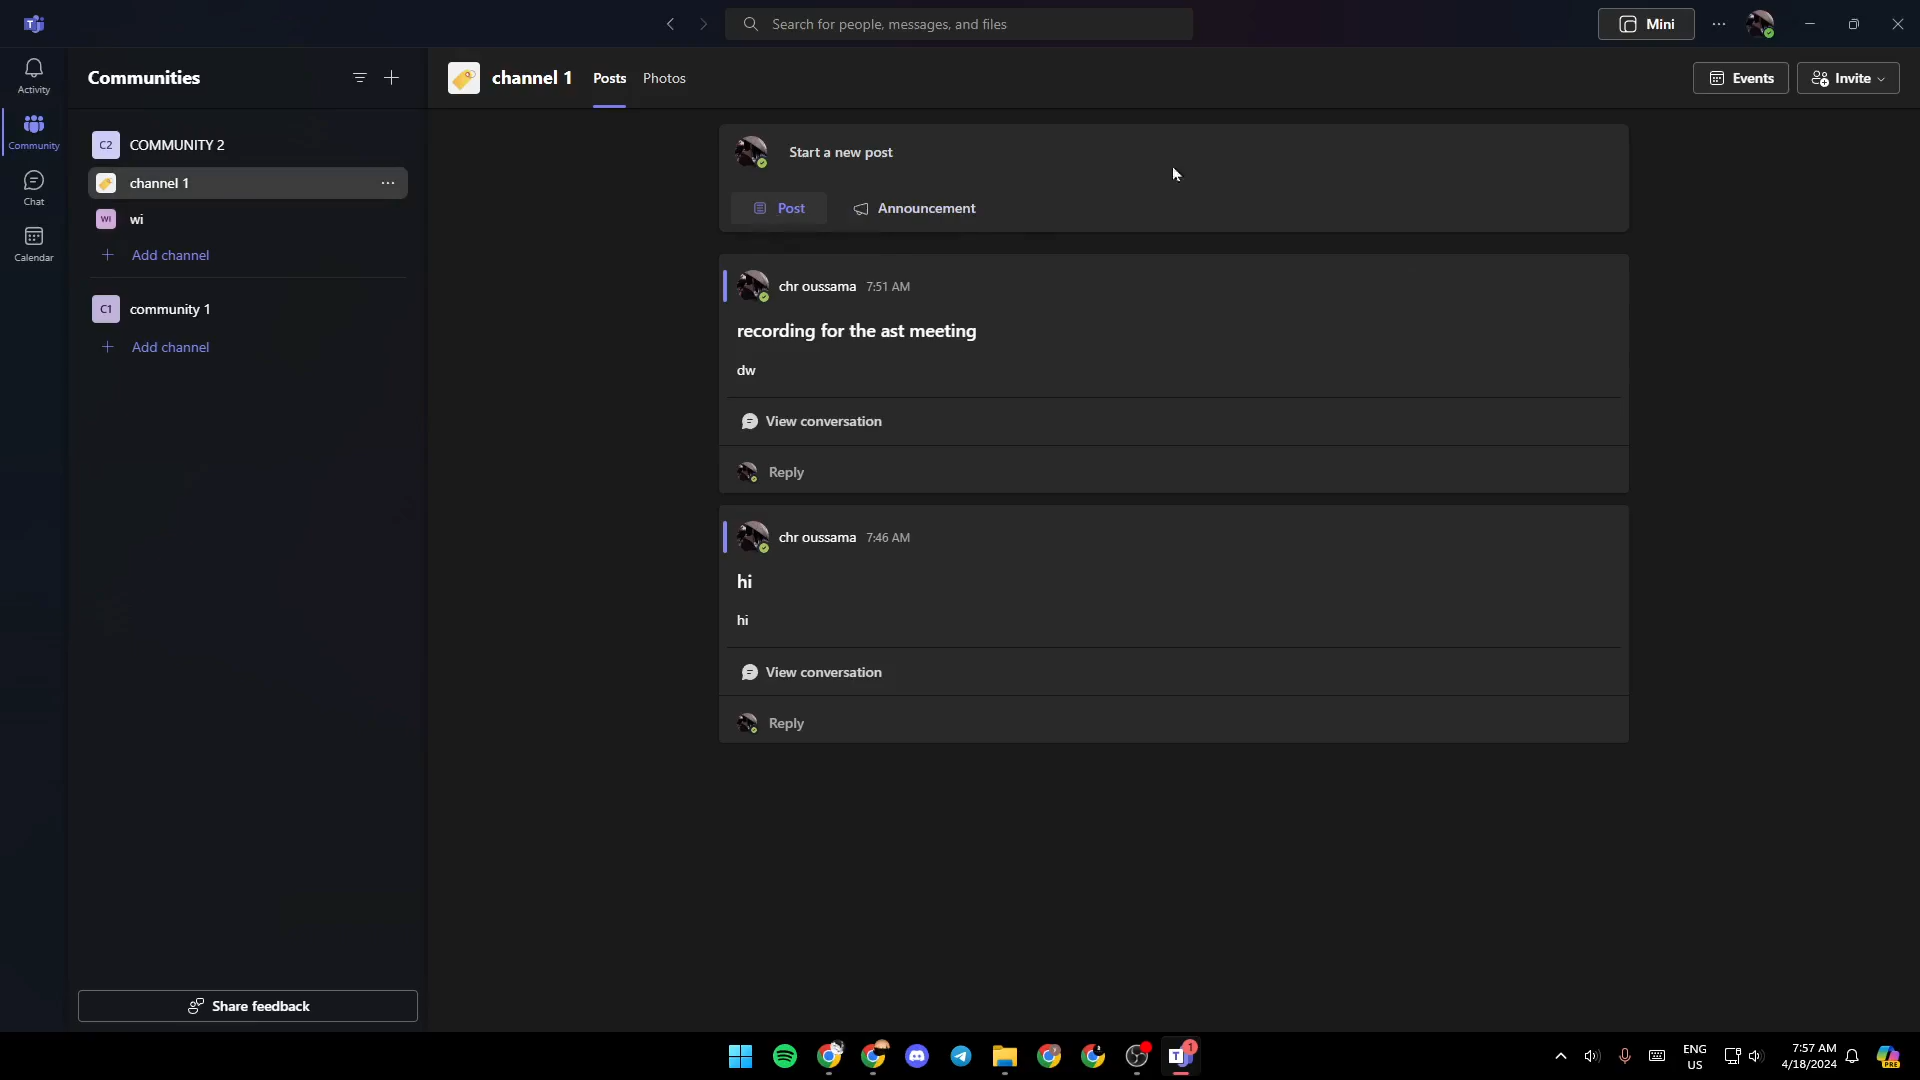 Search for people, messages, and files
Mini
Activity
Community
Chat
Calendar
Communities
C2 COMMUNITY 2
channel 1
WI wi
Add channel
C1 community 1
Add channel
Share feedback
channel 1 Posts Photos
Events Invite
Start a new post
Post Announcement
chr oussama 7:51 AM
recording for the ast meeting
dw
View conversation
Reply
chr oussama 7:46 AM
hi
hi
View conversation
Reply
1
ENG
US
7:57 AM
4/18/2024
PRE